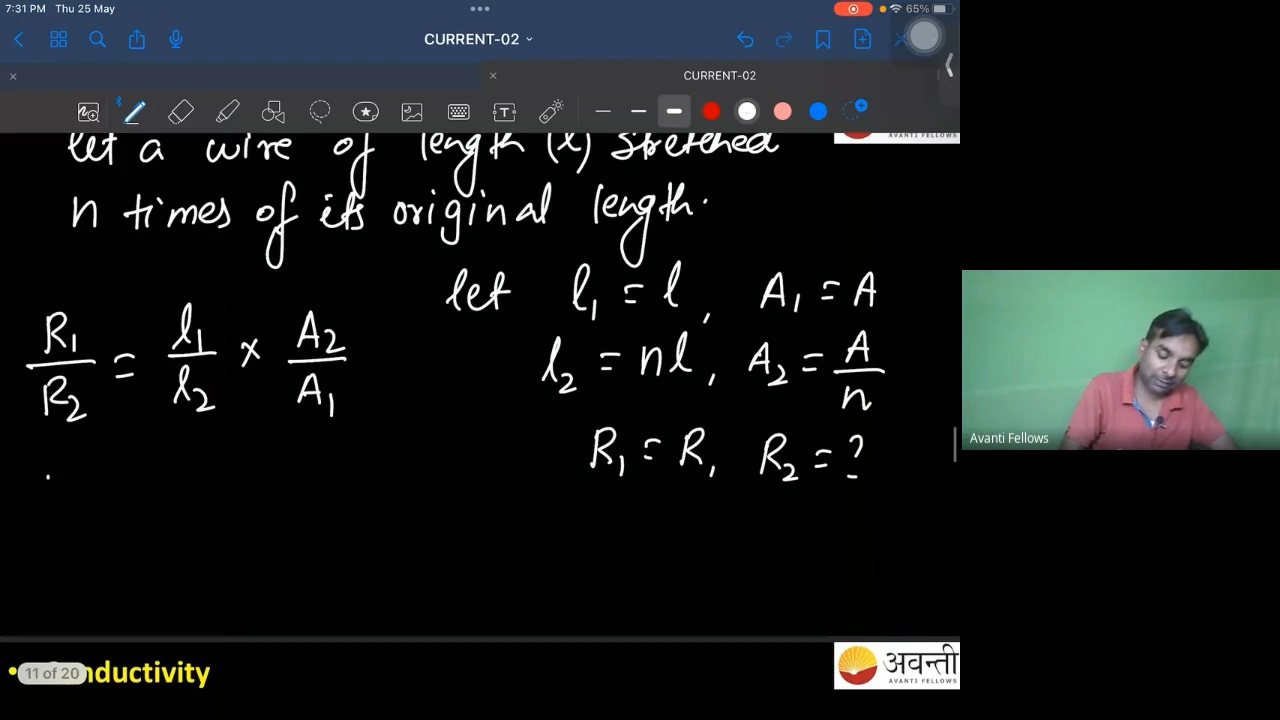 7:31 PM Thu 25 May
65%
CURRENT-02
CURRENT-02
let a wire of length (l) stretched
n times of its original length.
let l₁ = l, A₁ = A
R₁/R₂ = l₁/l₂ × A₂/A₁
l₂ = nl, A₂ = A/n
R₁ = R, R₂ = ?
Avanti Fellows
11 of 20
nductivity
अवन्ती
AVANTI FELLOWS
AVANTI FELLOWS